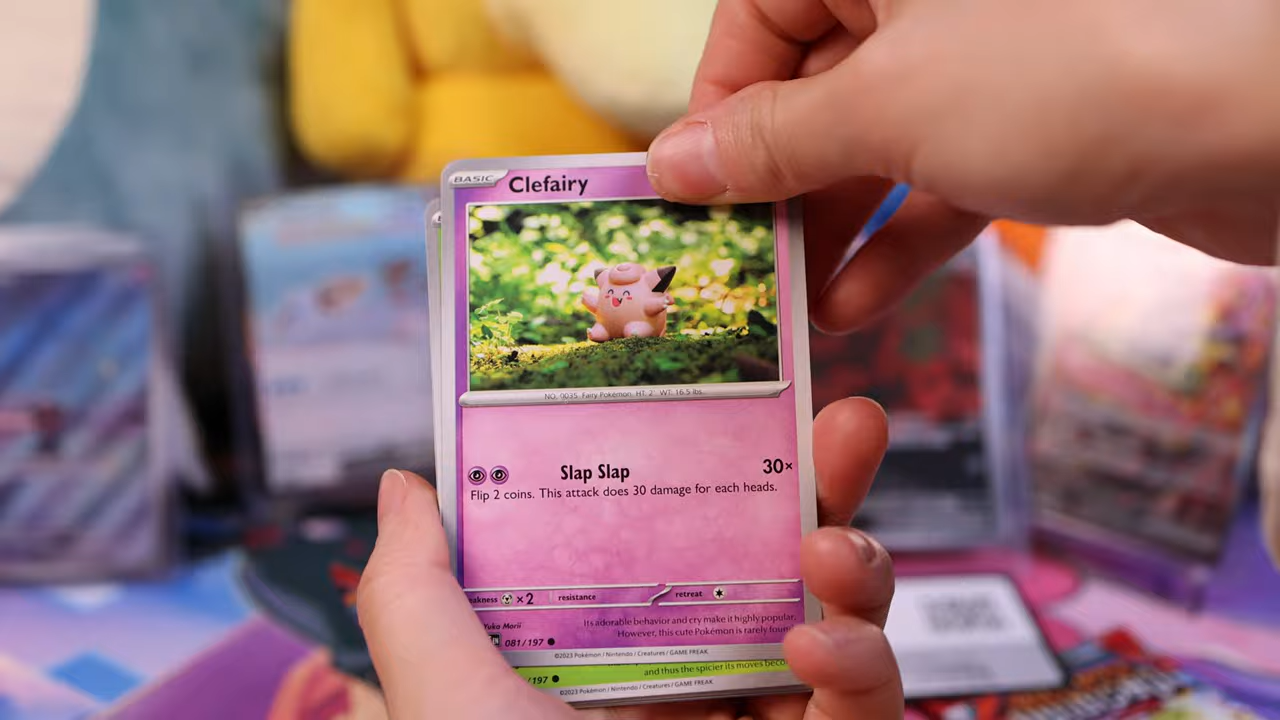 BASIC
Clefairy
NO. 0035 Fairy Pokémon HT: 2' WT: 16.5 lbs.
Slap Slap 30×
Flip 2 coins. This attack does 30 damage for each heads.
akness ×2 resistance retreat
Its adorable behavior and cry make it highly popular.
Yuka Morii
However, this cute Pokémon is rarely found.
081/197
©2023 Pokémon / Nintendo / Creatures / GAME FREAK
and thus the spicier its moves beco
/197
©2023 Pokémon / Nintendo / Creatures / GAME FREAK